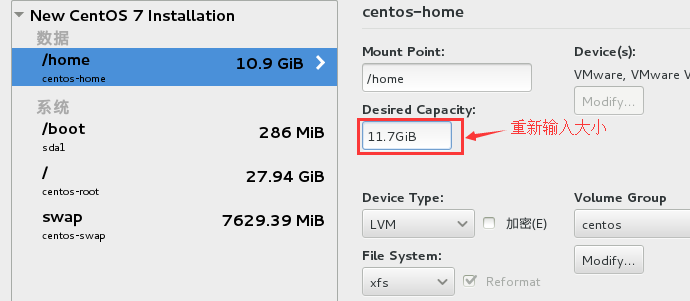 New CentOS 7 Installation
数据
/home 10.9 GiB
centos-home
系统
/boot 286 MiB
sda1
/ 27.94 GiB
centos-root
swap 7629.39 MiB
centos-swap
centos-home
Mount Point: Device(s):
/home VMware, VMware V
Modify...
Desired Capacity:
11.7GiB 重新输入大小
Device Type: Volume Group
LVM 加密(E) centos
File System: Modify...
xfs Reformat